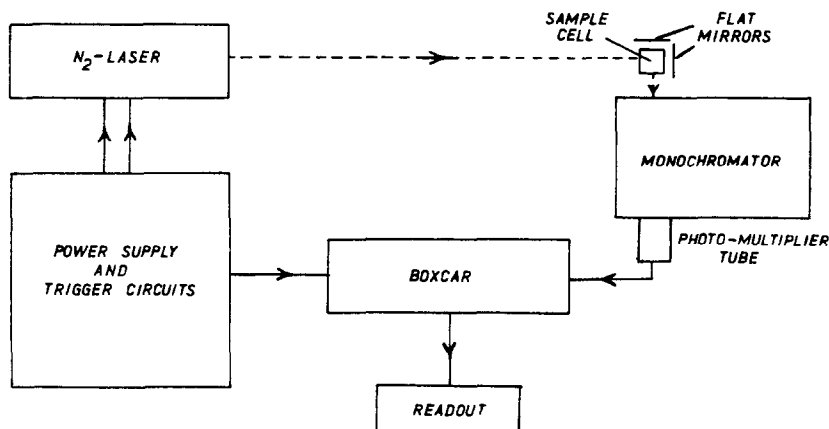 SAMPLE
CELL
FLAT
MIRRORS
N2-LASER
MONOCHROMATOR
POWER SUPPLY
AND
TRIGGER CIRCUITS
PHOTO-MULTIPLIER
TUBE
BOXCAR
READOUT